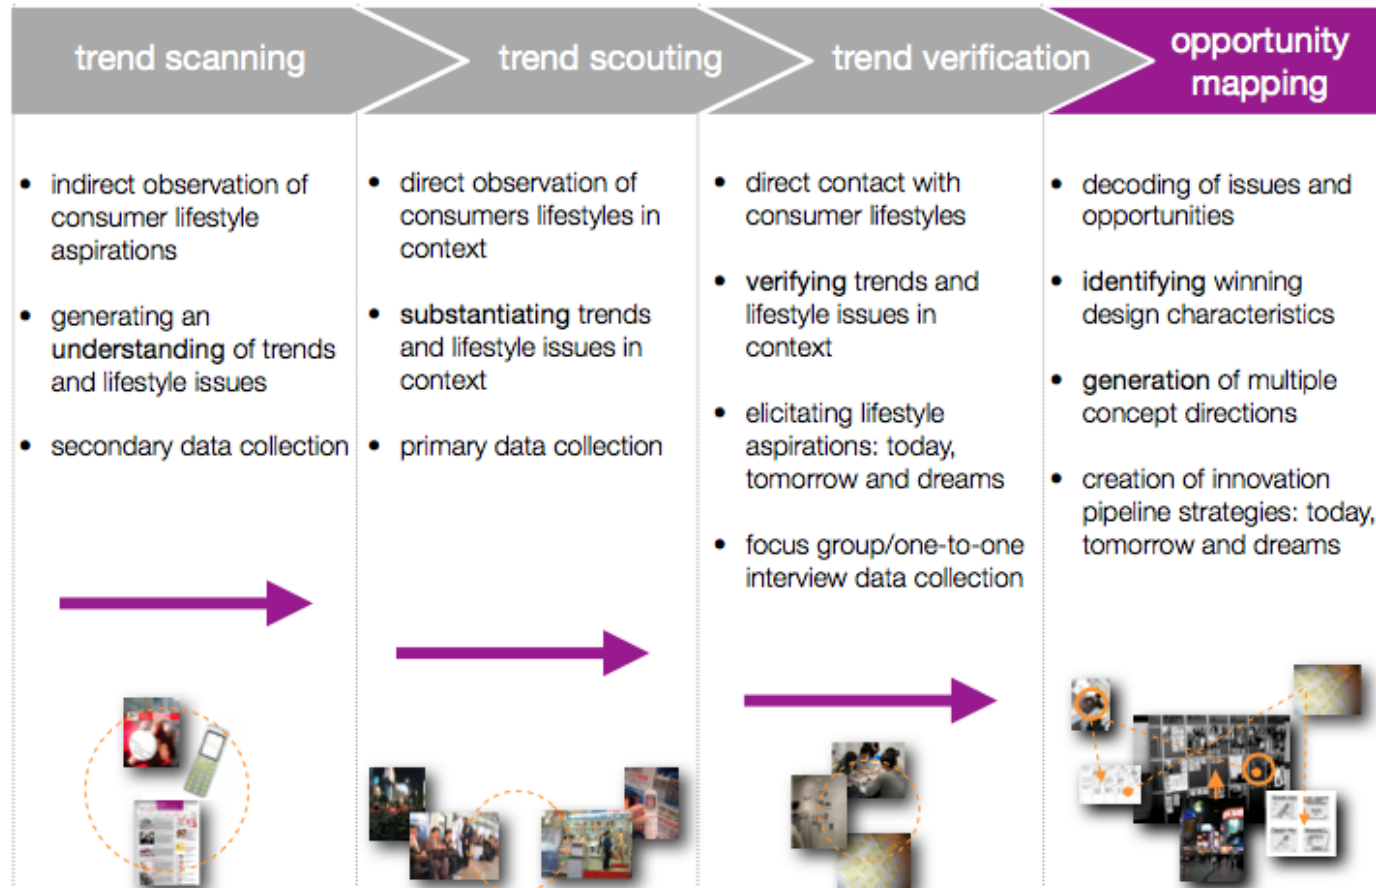 trend scanning
trend scouting
trend verification
opportunity
mapping
• indirect observation of
consumer lifestyle
aspirations
• generating an
understanding of trends
and lifestyle issues
• secondary data collection
• direct observation of
consumers lifestyles in
context
• substantiating trends
and lifestyle issues in
context
• primary data collection
• direct contact with
consumer lifestyles
• verifying trends and
lifestyle issues in
context
• elicitating lifestyle
aspirations: today,
tomorrow and dreams
• focus group/one-to-one
interview data collection
• decoding of issues and
opportunities
• identifying winning
design characteristics
• generation of multiple
concept directions
• creation of innovation
pipeline strategies: today,
tomorrow and dreams